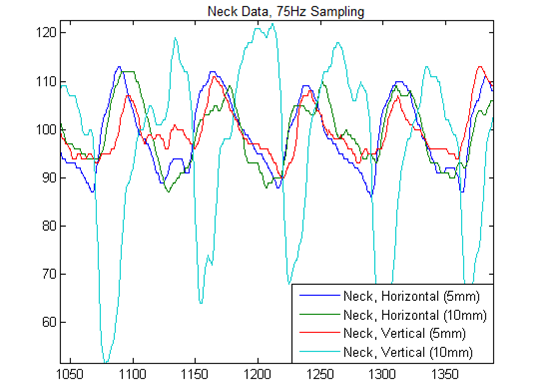 Neck Data, 75Hz Sampling
120
110
100
90
80
70
60
1050 1100 1150 1200 1250 1300 1350
Neck, Horizontal (5mm)
Neck, Horizontal (10mm)
Neck, Vertical (5mm)
Neck, Vertical (10mm)